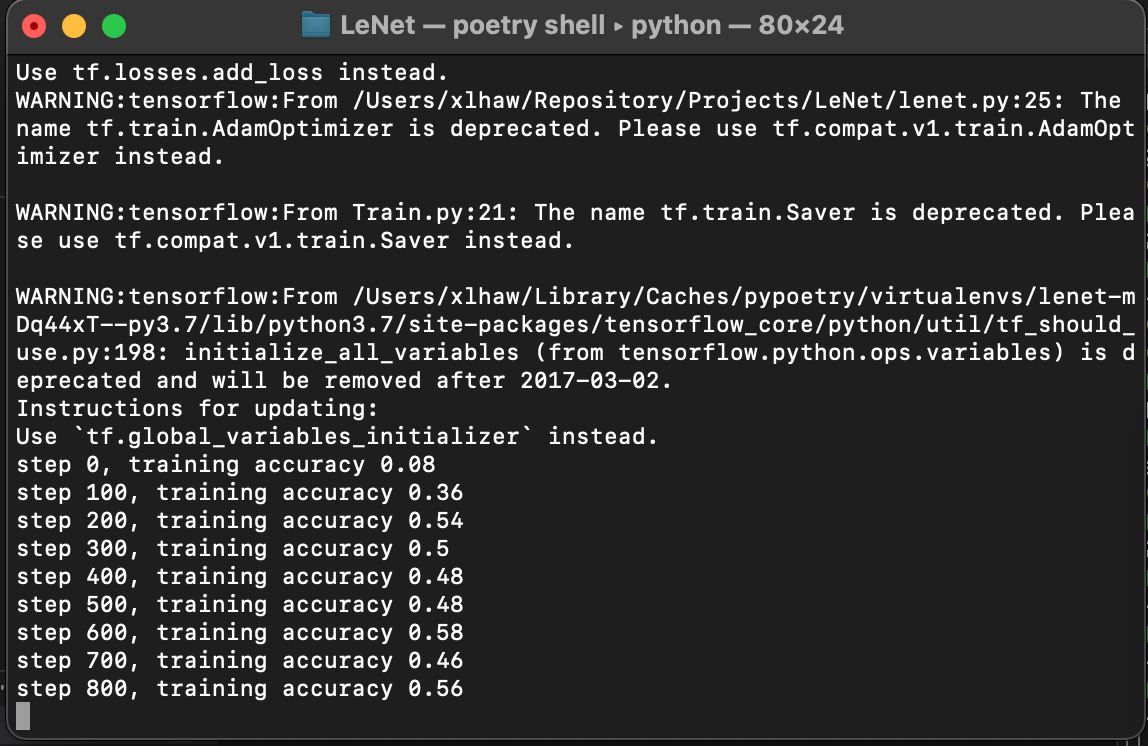 LeNet — poetry shell ▸ python — 80×24
Use tf.losses.add_loss instead.
WARNING:tensorflow:From /Users/xlhaw/Repository/Projects/LeNet/lenet.py:25: The
name tf.train.AdamOptimizer is deprecated. Please use tf.compat.v1.train.AdamOpt
imizer instead.
WARNING:tensorflow:From Train.py:21: The name tf.train.Saver is deprecated. Plea
se use tf.compat.v1.train.Saver instead.
WARNING:tensorflow:From /Users/xlhaw/Library/Caches/pypoetry/virtualenvs/lenet-m
Dq44xT--py3.7/lib/python3.7/site-packages/tensorflow_core/python/util/tf_should_
use.py:198: initialize_all_variables (from tensorflow.python.ops.variables) is d
eprecated and will be removed after 2017-03-02.
Instructions for updating:
Use `tf.global_variables_initializer` instead.
step 0, training accuracy 0.08
step 100, training accuracy 0.36
step 200, training accuracy 0.54
step 300, training accuracy 0.5
step 400, training accuracy 0.48
step 500, training accuracy 0.48
step 600, training accuracy 0.58
step 700, training accuracy 0.46
step 800, training accuracy 0.56